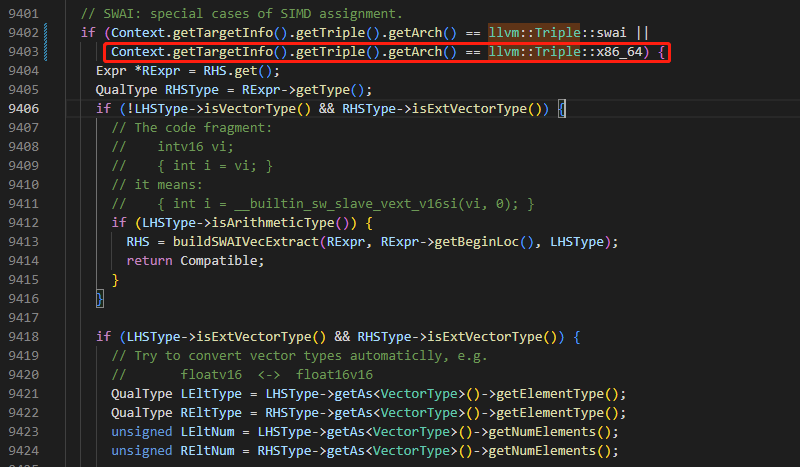 9401 // SWAI: special cases of SIMD assignment.
9402 if (Context.getTargetInfo().getTriple().getArch() == llvm::Triple::swai ||
9403 Context.getTargetInfo().getTriple().getArch() == llvm::Triple::x86_64) {
9404 Expr *RExpr = RHS.get();
9405 QualType RHSType = RExpr->getType();
9406 if (!LHSType->isVectorType() && RHSType->isExtVectorType()) {
9407 // The code fragment:
9408 // intv16 vi;
9409 // { int i = vi; }
9410 // it means:
9411 // { int i = __builtin_sw_slave_vext_v16si(vi, 0); }
9412 if (LHSType->isArithmeticType()) {
9413 RHS = buildSWAIVecExtract(RExpr, RExpr->getBeginLoc(), LHSType);
9414 return Compatible;
9415 }
9416 }
9417
9418 if (LHSType->isExtVectorType() && RHSType->isExtVectorType()) {
9419 // Try to convert vector types automaticlly, e.g.
9420 // floatv16 <-> float16v16
9421 QualType LEltType = LHSType->getAs<VectorType>()->getElementType();
9422 QualType REltType = RHSType->getAs<VectorType>()->getElementType();
9423 unsigned LEltNum = LHSType->getAs<VectorType>()->getNumElements();
9424 unsigned REltNum = RHSType->getAs<VectorType>()->getNumElements();